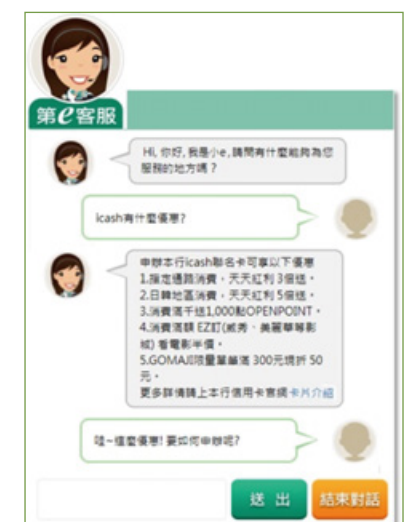 第e客服
Hi, 你好, 我是小e, 請問有什麼能夠為您
服務的地方嗎？
icash有什麼優惠?
申辦本行icash聯名卡可享以下優惠
1.指定通路消費，天天紅利 3倍送。
2.日韓地區消費，天天紅利 5倍送。
3.消費滿千送1,000點OPENPOINT。
4.消費滿額 EZ訂(威秀、美麗華等影
城) 看電影半價。
5.GOMAJI限量單筆滿 300元現折 50
元。
更多詳情請上本行信用卡官網卡片介紹
哇~這麼優惠! 要如何申辦呢?
送 出
結束對話